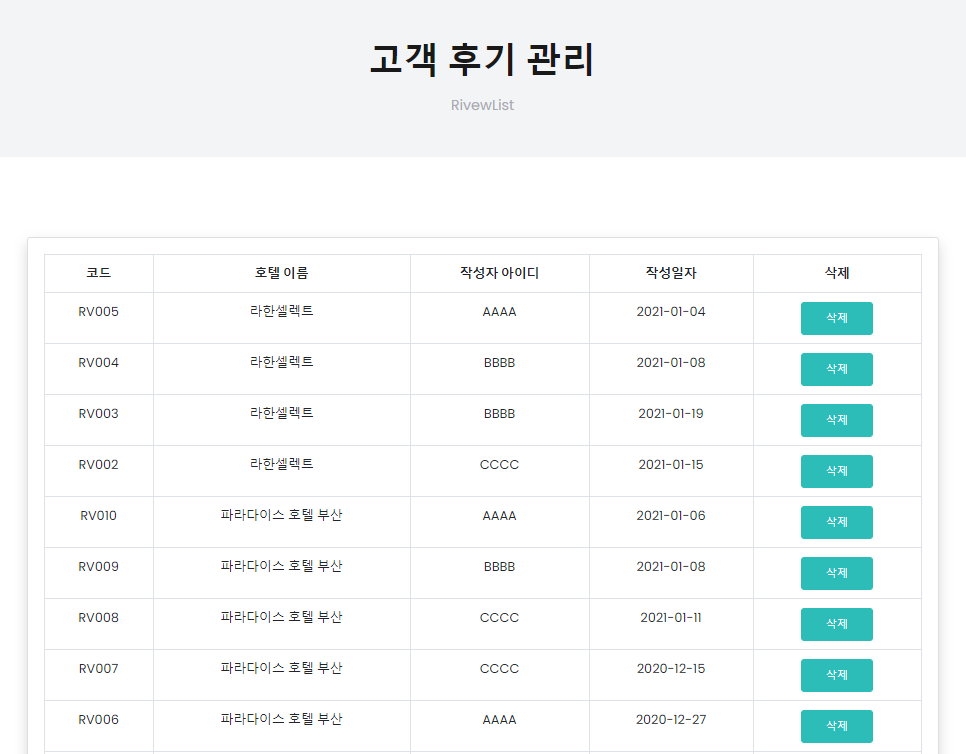 고객 후기 관리
RivewList
코드 호텔 이름 작성자 아이디 작성일자 삭제
RV005 라한셀렉트 AAAA 2021-01-04 삭제
RV004 라한셀렉트 BBBB 2021-01-08 삭제
RV003 라한셀렉트 BBBB 2021-01-19 삭제
RV002 라한셀렉트 CCCC 2021-01-15 삭제
RV010 파라다이스 호텔 부산 AAAA 2021-01-06 삭제
RV009 파라다이스 호텔 부산 BBBB 2021-01-08 삭제
RV008 파라다이스 호텔 부산 CCCC 2021-01-11 삭제
RV007 파라다이스 호텔 부산 CCCC 2020-12-15 삭제
RV006 파라다이스 호텔 부산 AAAA 2020-12-27 삭제